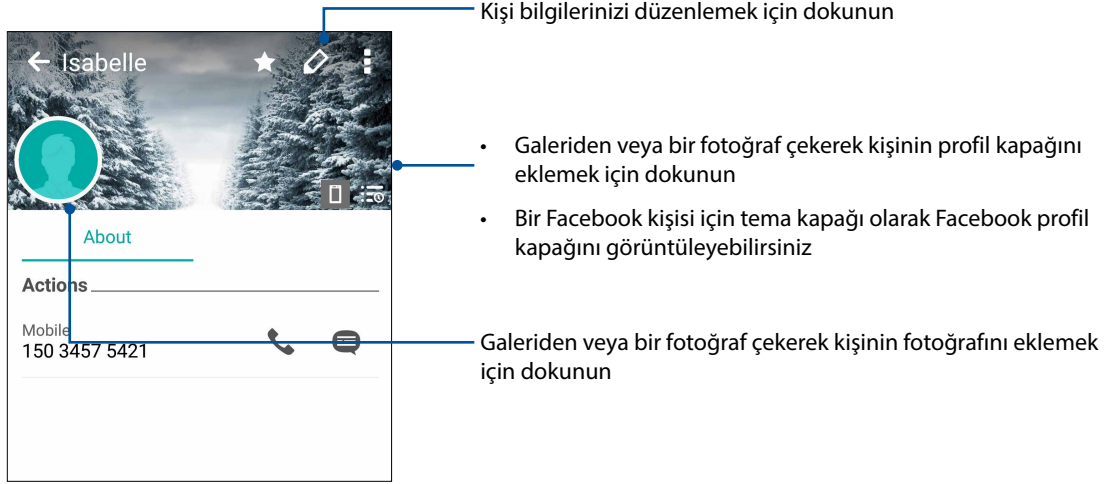 Kişi bilgilerinizi düzenlemek için dokunun
Isabelle
• Galeriden veya bir fotoğraf çekerek kişinin profil kapağını
eklemek için dokunun
• Bir Facebook kişisi için tema kapağı olarak Facebook profil
kapağını görüntüleyebilirsiniz
About
Actions
Mobile
150 3457 5421
Galeriden veya bir fotoğraf çekerek kişinin fotoğrafını eklemek
için dokunun